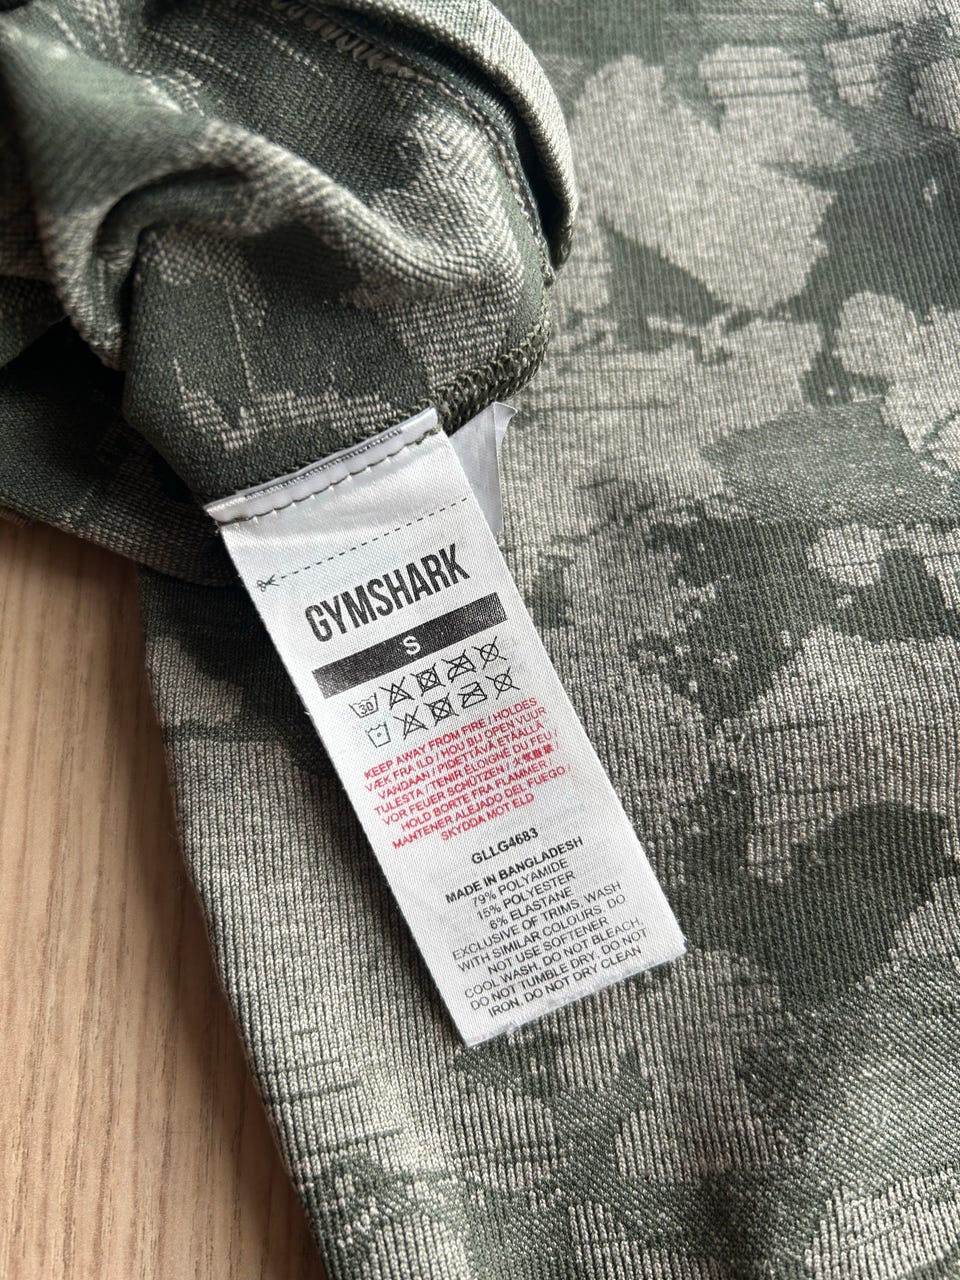 GYMSHARK
S
30
KEEP AWAY FROM FIRE / HOLDES
VÆK FRA ILD / HOU BIJ OPEN VUUR
VANDAAN / PIDETTÄVÄ ETÄÄLLÄ
TULESTA / TENIR ÉLOIGNÉ DU FEU /
VOR FEUER SCHÜTZEN /
HOLD BORTE FRA FLAMMER
MANTENER ALEJADO DEL FUEGO /
SKYDDA MOT ELD
GLLG4683
MADE IN BANGLADESH
79% POLYAMIDE
15% POLYESTER
6% ELASTANE
EXCLUSIVE OF TRIMS. WASH
WITH SIMILAR COLOURS. DO
NOT USE SOFTENER
COOL WASH, DO NOT BLEACH,
DO NOT TUMBLE DRY. DO NOT
IRON, DO NOT DRY CLEAN